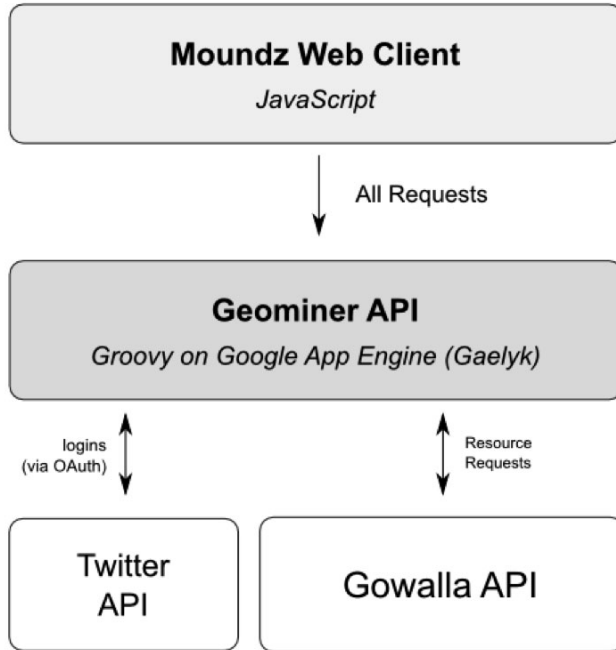 Moundz Web Client
JavaScript
All Requests
Geominer API
Groovy on Google App Engine (Gaelyk)
logins
(via OAuth)
Resource
Requests
Twitter
API
Gowalla API